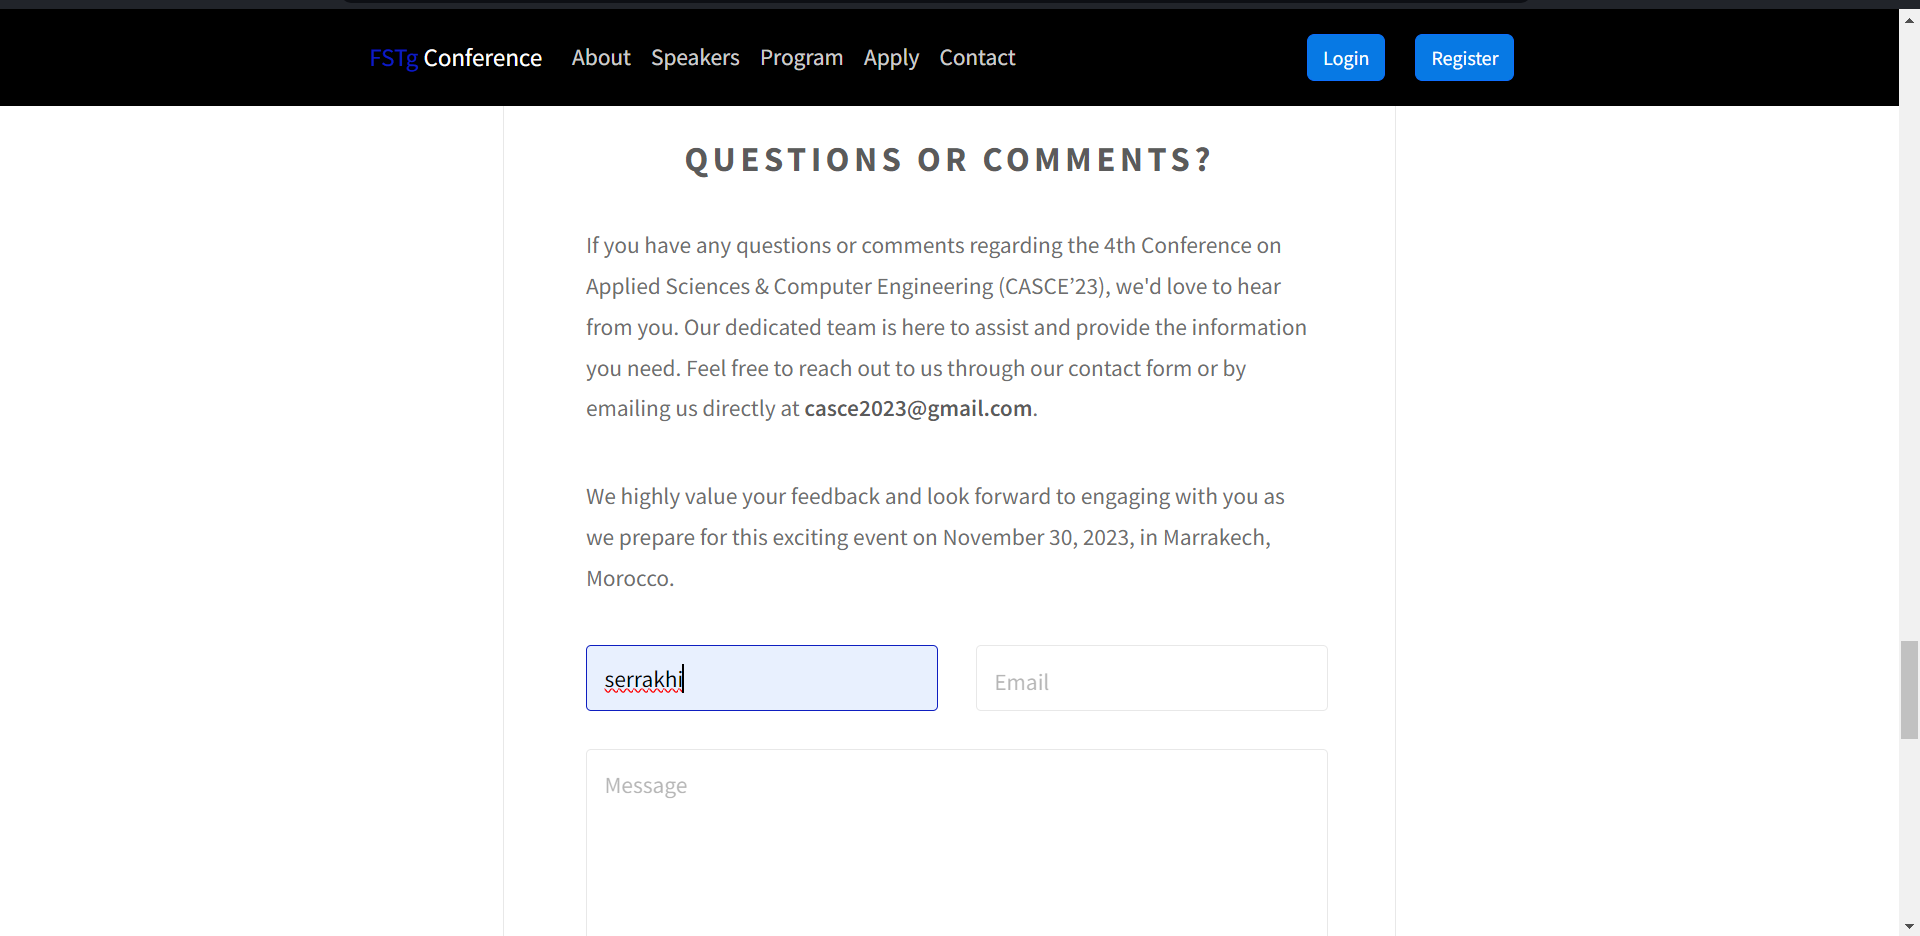 FSTg Conference About Speakers Program Apply Contact Login Register
QUESTIONS OR COMMENTS?
If you have any questions or comments regarding the 4th Conference on
Applied Sciences & Computer Engineering (CASCE’23), we'd love to hear
from you. Our dedicated team is here to assist and provide the information
you need. Feel free to reach out to us through our contact form or by
emailing us directly at casce2023@gmail.com.
We highly value your feedback and look forward to engaging with you as
we prepare for this exciting event on November 30, 2023, in Marrakech,
Morocco.
serrakhi Email
Message